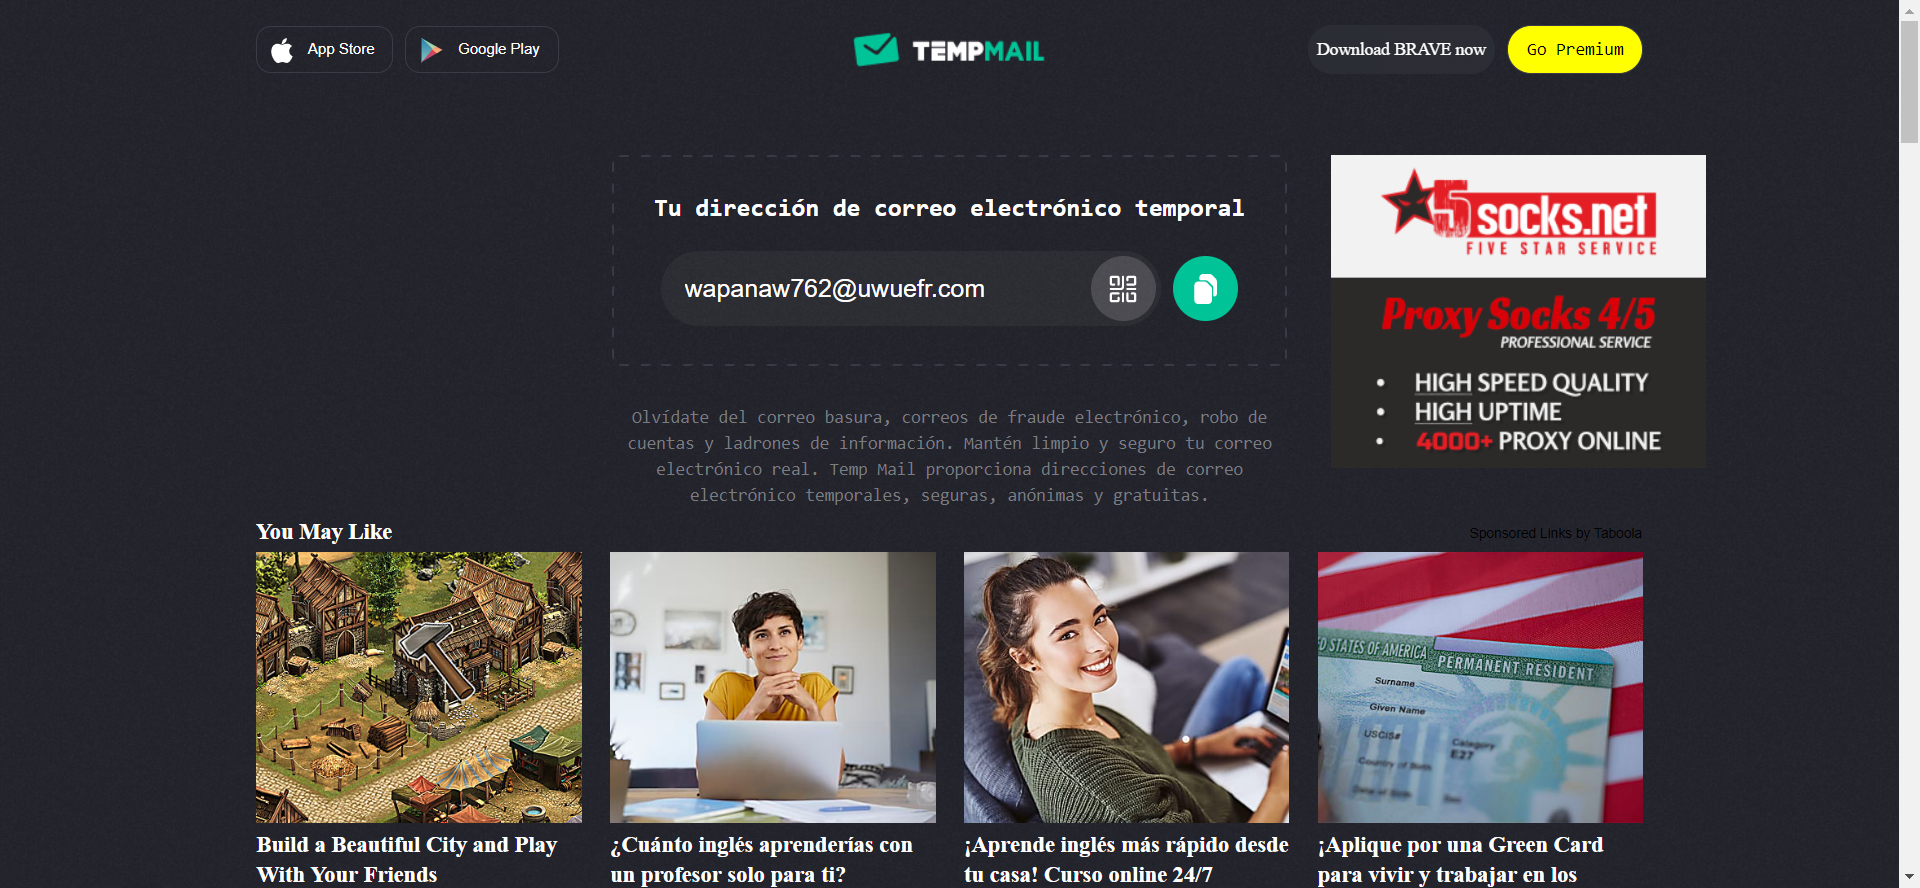 App Store
Google Play
TEMPMAIL
Download BRAVE now
Go Premium
Tu dirección de correo electrónico temporal
wapanaw762@uwuefr.com
Olvídate del correo basura, correos de fraude electrónico, robo de
cuentas y ladrones de información. Mantén limpio y seguro tu correo
electrónico real. Temp Mail proporciona direcciones de correo
electrónico temporales, seguras, anónimas y gratuitas.
5socks.net
FIVE STAR SERVICE
Proxy Socks 4/5
PROFESSIONAL SERVICE
• HIGH SPEED QUALITY
• HIGH UPTIME
• 4000+ PROXY ONLINE
You May Like
Sponsored Links by Taboola
D STATES OF AMERICA
PERMANENT RESIDENT
Surname
Given Name
USCIS#
Category
E27
Country of Birth
Date of Birth
Sex
Build a Beautiful City and Play
With Your Friends
¿Cuánto inglés aprenderías con
un profesor solo para ti?
¡Aprende inglés más rápido desde
tu casa! Curso online 24/7
¡Aplique por una Green Card
para vivir y trabajar en los